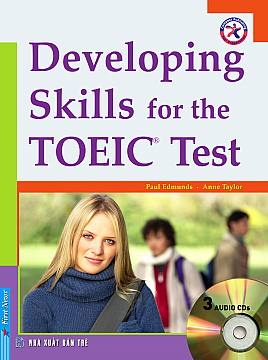 Developing
Skills for the
TOEIC® Test
Paul Edmunds - Anne Taylor
3 AUDIO CDs
First News
NHÀ XUẤT BẢN TRẺ